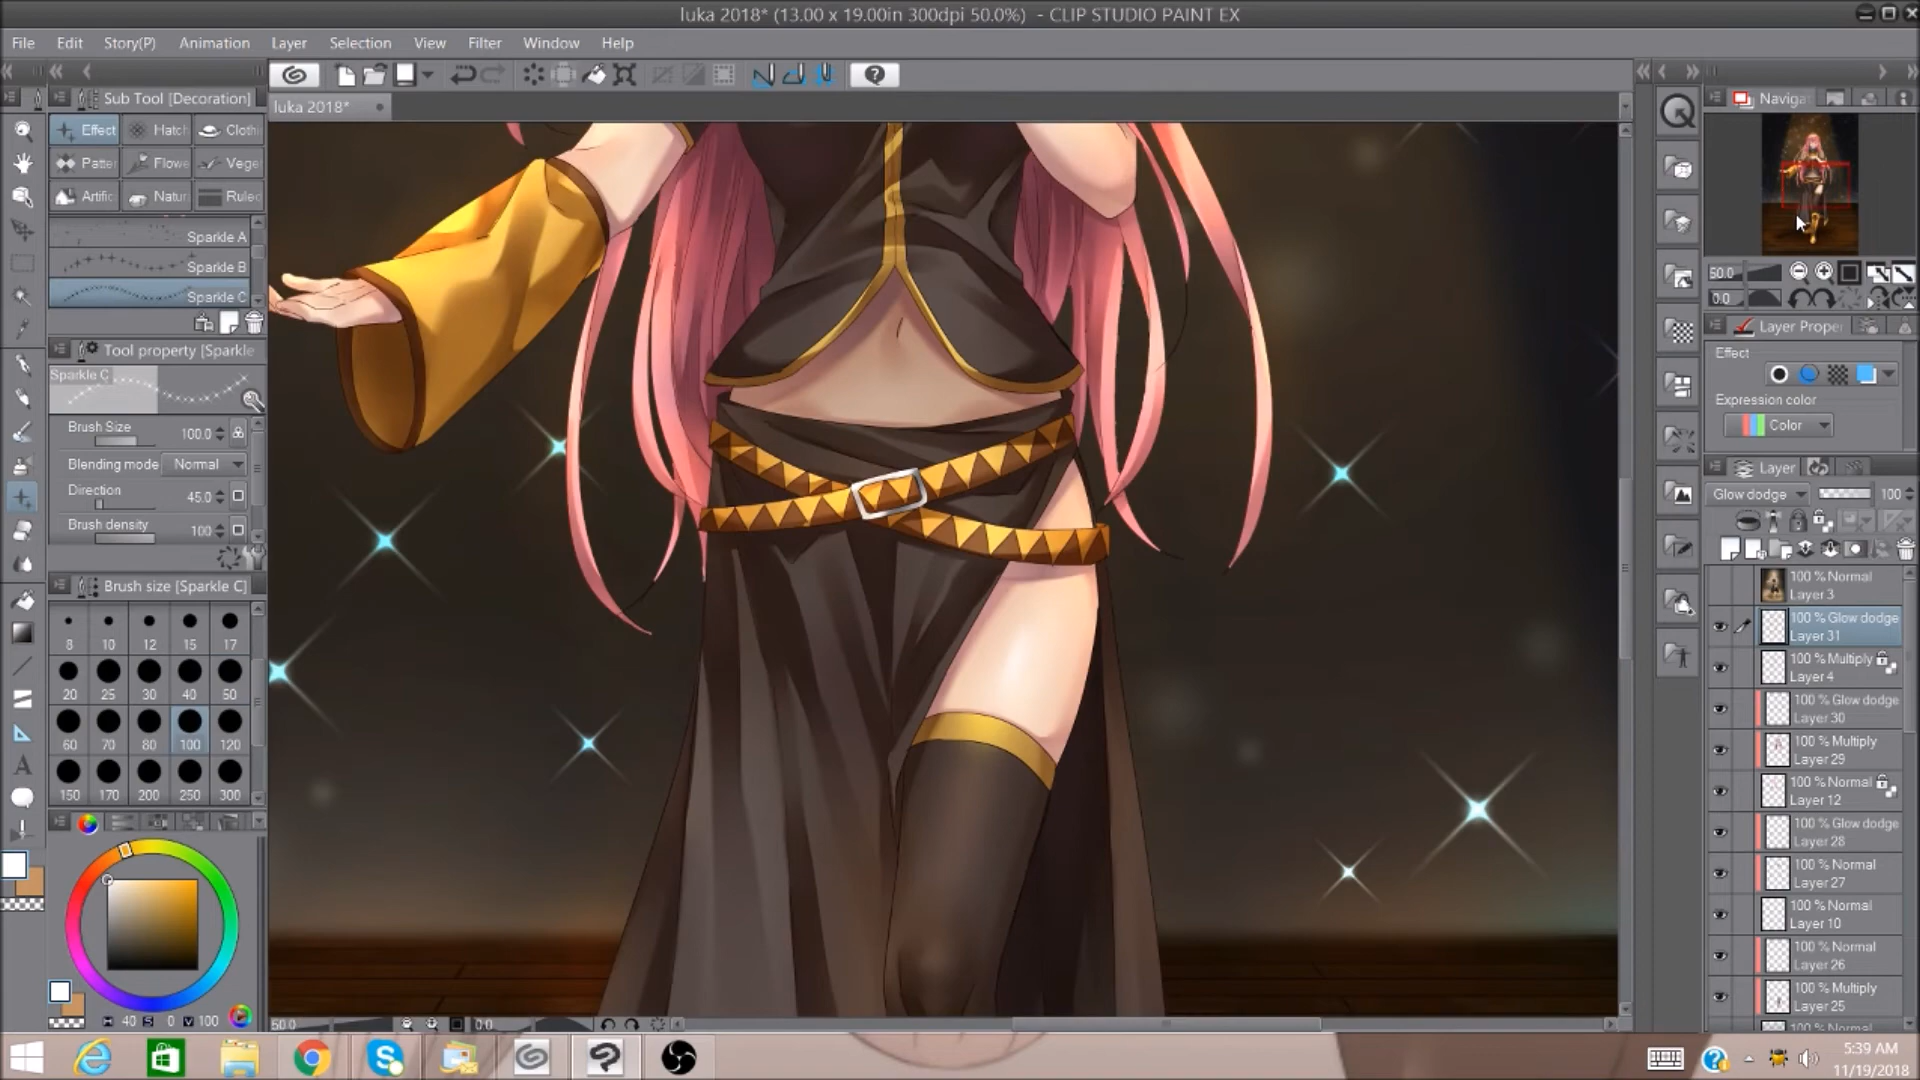 luka 2018* (13.00 x 19.00in 300dpi 50.0%) - CLIP STUDIO PAINT EX
File Edit Story(P) Animation Layer Selection View Filter Window Help
Sub Tool [Decoration]
luka 2018*
Effect Hatch Clothi
Patter Flowe Vege
Artific Natur Ruled
Sparkle A
Sparkle B
Sparkle C
Tool property [Sparkle
Sparkle C
Brush Size 100.0
Blending mode Normal
Direction 45.0
Brush density 100
Brush size [Sparkle C]
8 10 12 15 17
20 25 30 40 50
60 70 80 100 120
150 170 200 250 300
H 40 S 0 V 100
50.0 0.0
Navigat
50.0
0.0
Layer Proper
Effect
Expression color
Color
Layer
Glow dodge 100
100 % Normal
Layer 3
100 % Glow dodge
Layer 31
100 % Multiply
Layer 4
100 % Glow dodge
Layer 30
100 % Multiply
Layer 29
100 % Normal
Layer 12
100 % Glow dodge
Layer 28
100 % Normal
Layer 27
100 % Normal
Layer 10
100 % Normal
Layer 26
100 % Multiply
Layer 25
100 % Normal
5:39 AM
11/19/2018